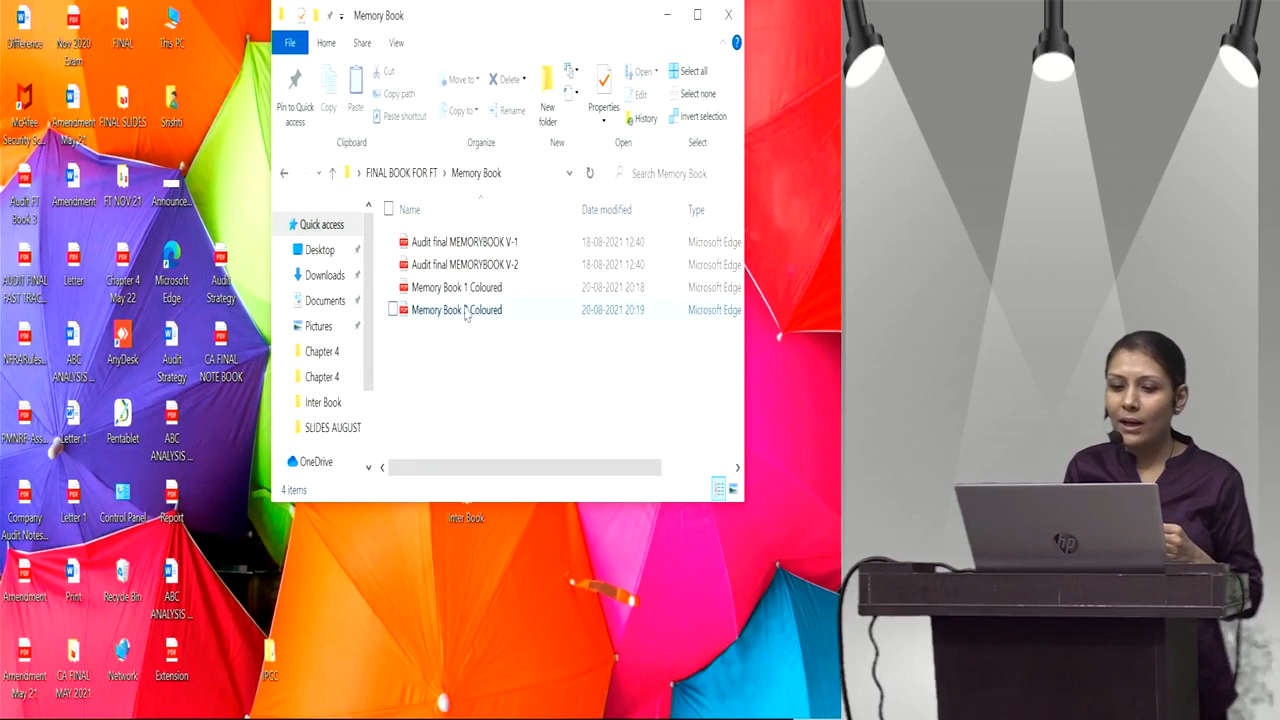 Memory Book
File Home Share View
Pin to Quick access
Copy
Paste
Cut
Copy path
Paste shortcut
Move to
Copy to
Delete
Rename
New folder
Properties
Open
Edit
History
Select all
Select none
Invert selection
Clipboard Organize New Open Select
FINAL BOOK FOR FT > Memory Book
Search Memory Book
Name Date modified Type
Audit final MEMORYBOOK V-1 18-08-2021 12:40 Microsoft Edge
Audit final MEMORYBOOK V-2 18-08-2021 12:40 Microsoft Edge
Memory Book 1 Coloured 20-08-2021 20:18 Microsoft Edge
Memory Book Coloured 20-08-2021 20:19 Microsoft Edge
Quick access
Desktop
Downloads
Documents
Pictures
Chapter 4
Chapter 4
Inter Book
SLIDES AUGUST
OneDrive
4 items
Difference
Nov 2020 Exam
FINAL
This PC
McAfee Security Sc...
Amendment May 21
FINAL SLIDES
Srishti
Audit FT Book 3
Amendment
FT NOV 21
Announce...
AUDIT FINAL FAST TRAC...
Letter
Chapter 4 May 22
Microsoft Edge
Audit Strategy
NFRARules...
ABC ANALYSIS ...
AnyDesk
Audit Strategy
CA FINAL NOTE BOOK
PMNRF-Ass...
Letter 1
Pentablet
ABC ANALYSIS ...
Company Audit Notes...
Letter 1
Control Panel
Report
Inter Book
Amendment
Print
Recycle Bin
ABC ANALYSIS ...
Amendment May 21
CA FINAL MAY 2021
Network
Extension
IPCC
hp